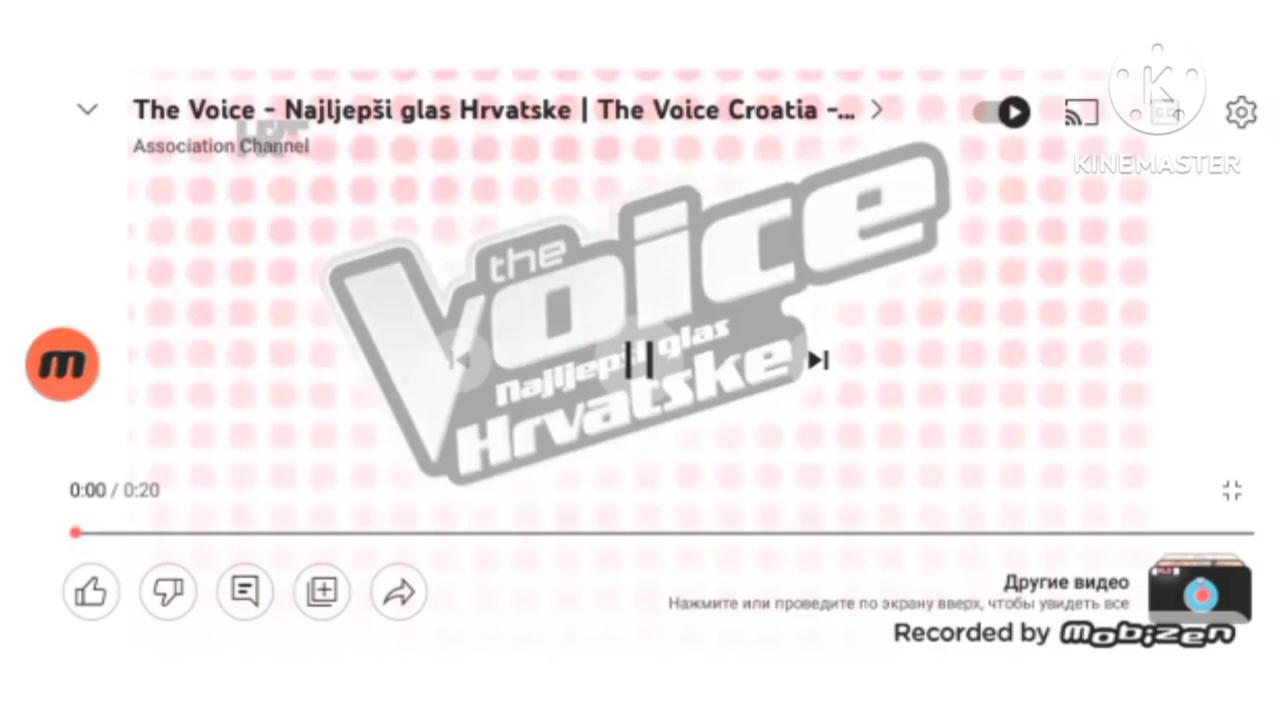 The Voice - Najljepši glas Hrvatske | The Voice Croatia -...
Association Channel
KINEMASTER
the
Voice
Najljepši glas
Hrvatske
0:00 / 0:20
Другие видео
Нажмите или проведите по экрану вверх, чтобы увидеть все
Recorded by mobizen